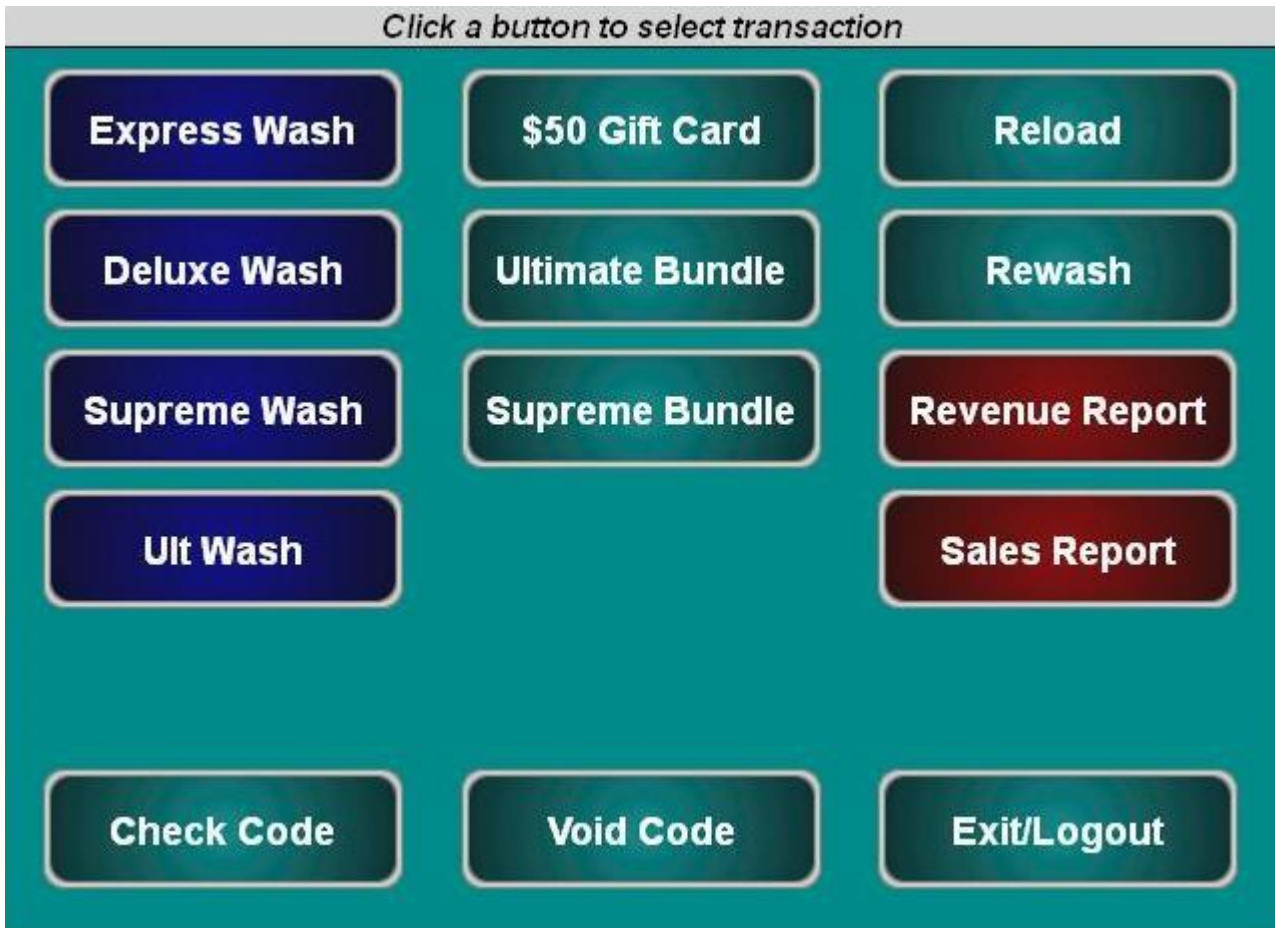 Click a button to select transaction
Express Wash
$50 Gift Card
Reload
Deluxe Wash
Ultimate Bundle
Rewash
Supreme Wash
Supreme Bundle
Revenue Report
Ult Wash
Sales Report
Check Code
Void Code
Exit/Logout